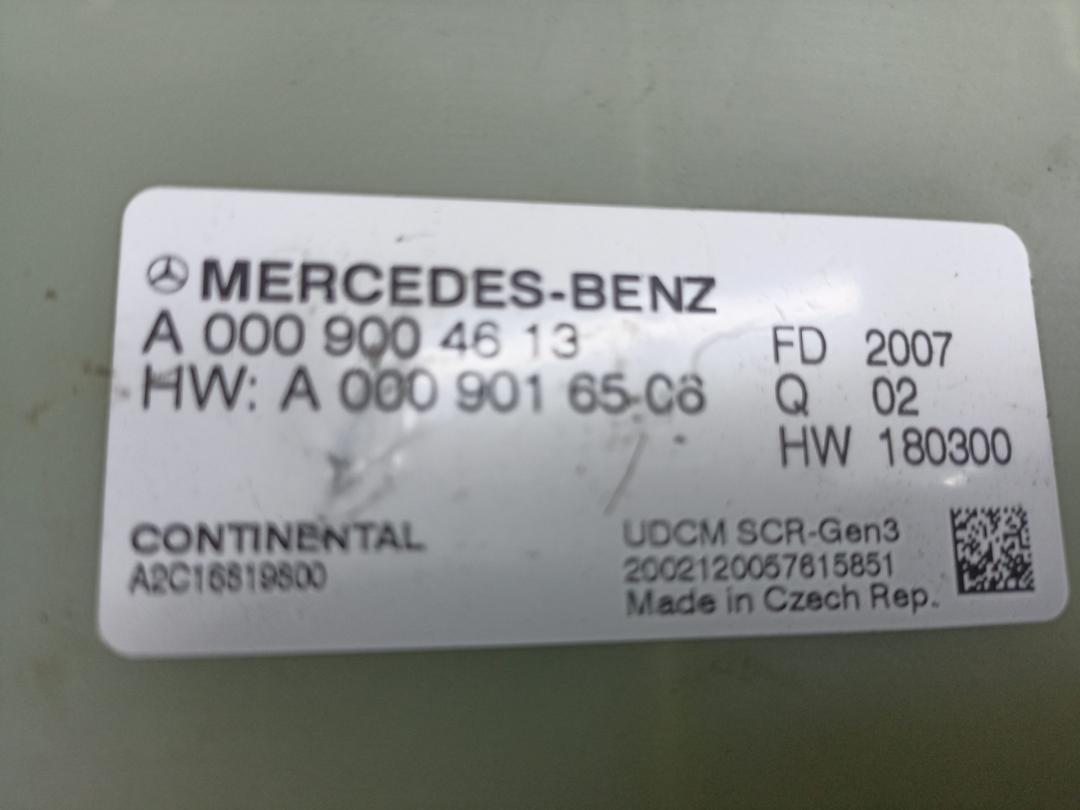 MERCEDES-BENZ
A 000 900 46 13
HW: A 000 901 65 06
FD 2007
Q 02
HW 180300
CONTINENTAL
A2C16819800
UDCM SCR-Gen3
2002120057615851
Made in Czech Rep.